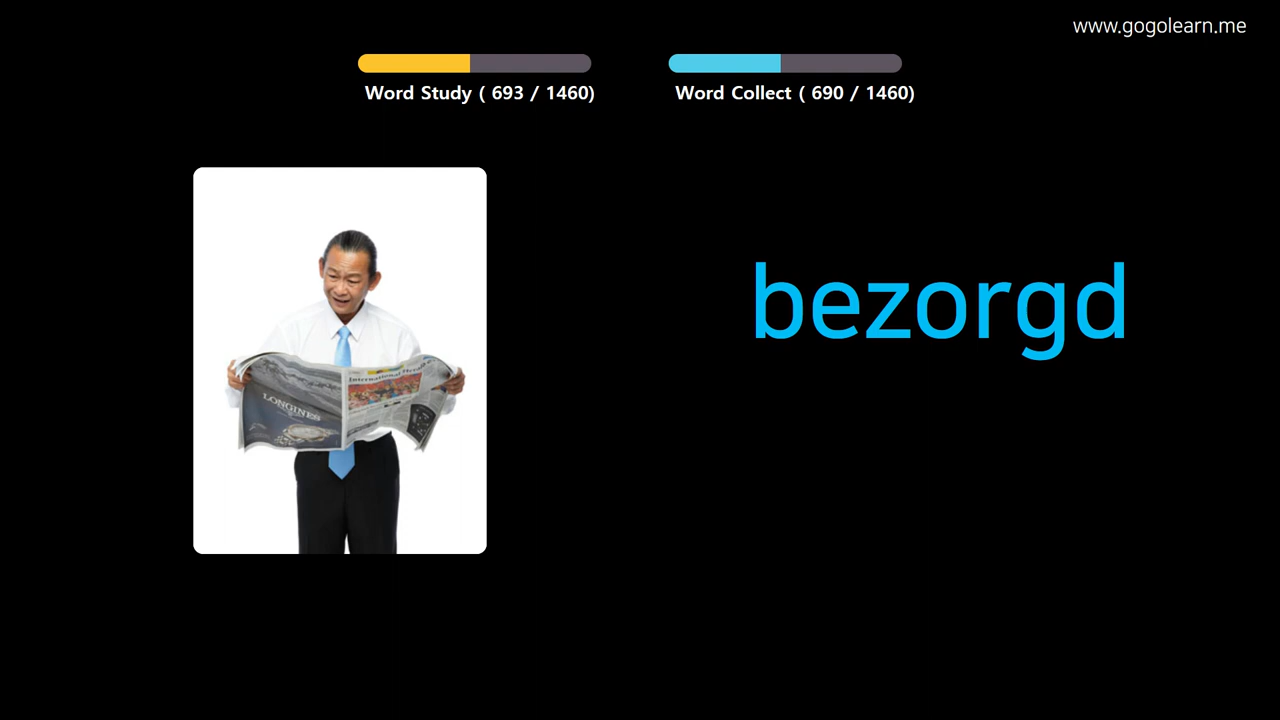 www.gogolearn.me
Word Study ( 693 / 1460)
Word Collect ( 690 / 1460)
bezorgd
International Herald
LONGINES